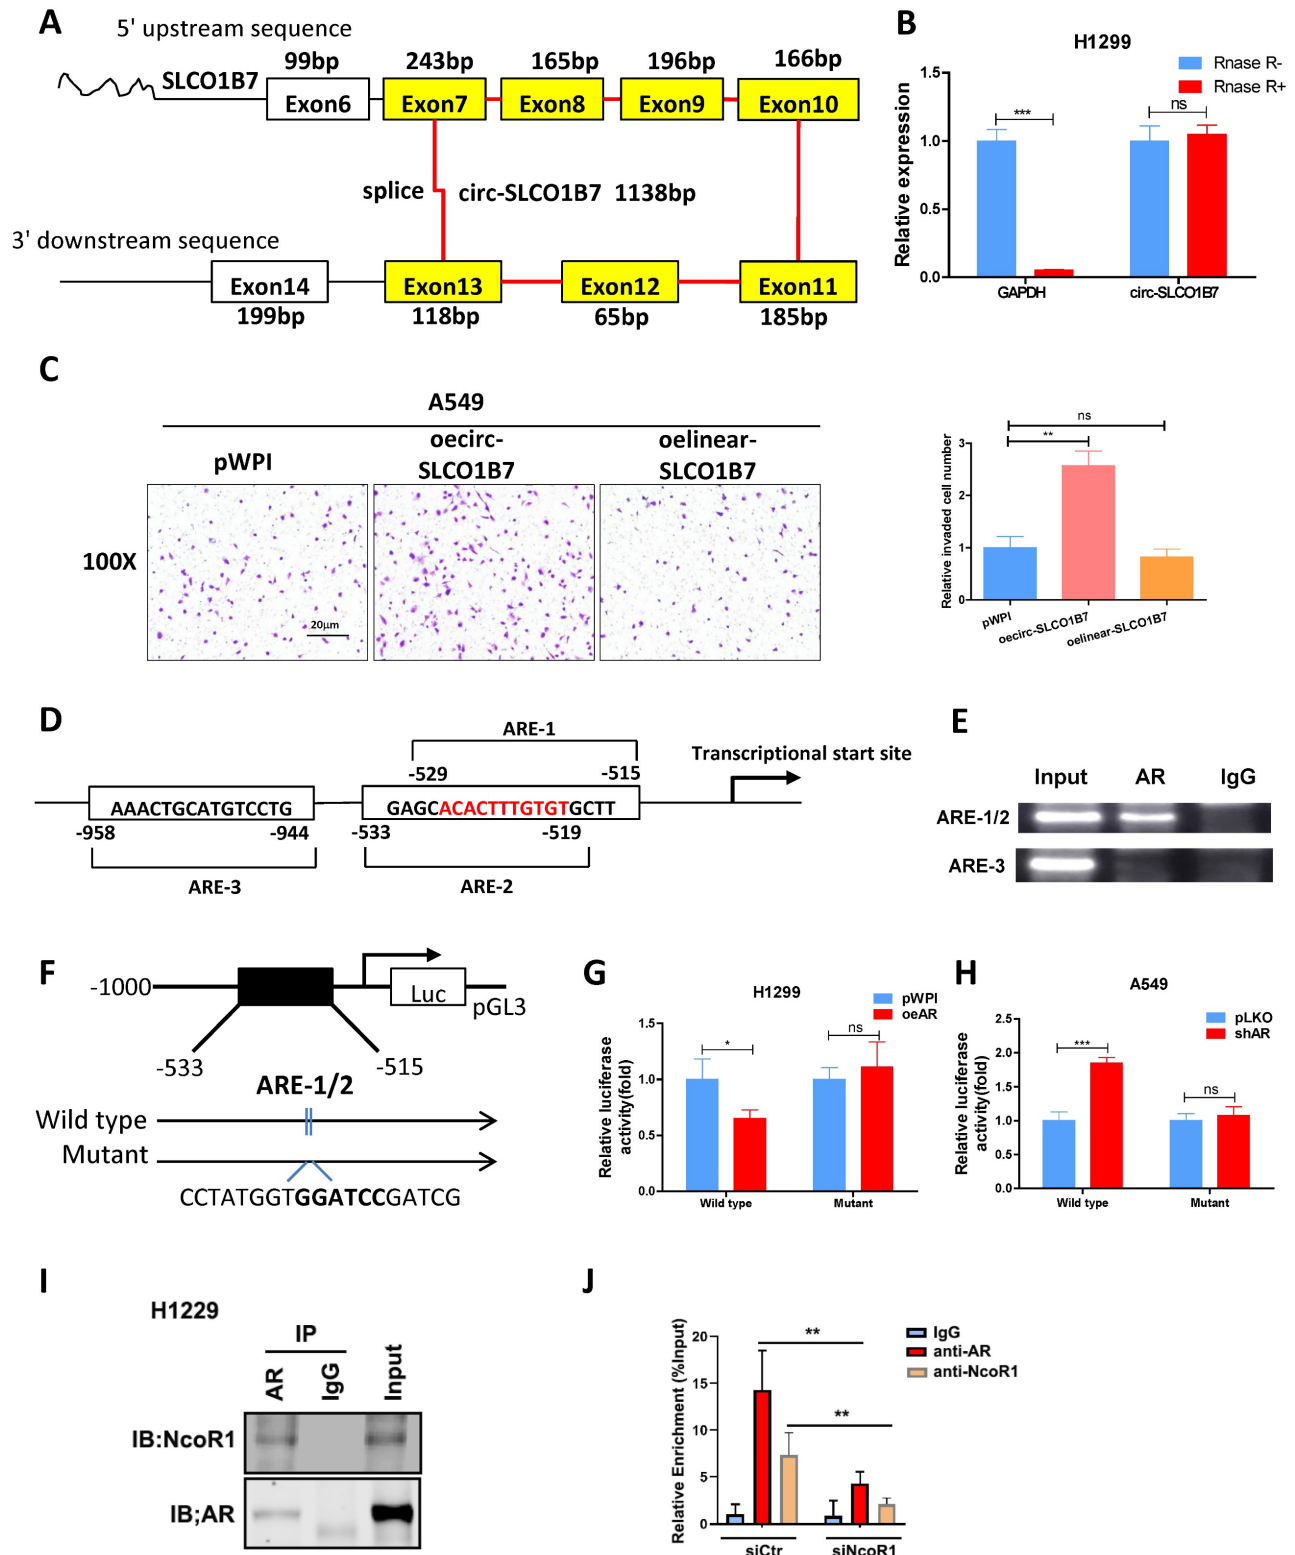 A
5' upstream sequence
99bp 243bp 165bp 196bp 166bp
SLCO1B7
Exon6 Exon7 Exon8 Exon9 Exon10
splice circ-SLCO1B7 1138bp
3' downstream sequence
Exon14 Exon13 Exon12 Exon11
199bp 118bp 65bp 185bp
B
H1299
Rnase R-
Rnase R+
Relative expression
1.5
1.0
0.5
0.0
***
ns
GAPDH circ-SLCO1B7
C
A549
pWPI
oecirc-
SLCO1B7
oelinear-
SLCO1B7
100X
20μm
Relative invaded cell number
3
2
1
0
ns
**
pWPI
oecirc-SLCO1B7
oelinear-SLCO1B7
D
ARE-1
-529 -515
Transcriptional start site
AAACTGCATGTCCTG
GAGCACACTTTGTGTGCTT
-958 -944 -533 -519
ARE-3 ARE-2
E
Input AR IgG
ARE-1/2
ARE-3
F
-1000
Luc
pGL3
-533 -515
ARE-1/2
Wild type
Mutant
CCTATGGTGGATCCGATCG
G
H1299
pWPI
oeAR
Relative luciferase
activity(fold)
1.5
1.0
0.5
0.0
*
ns
Wild type Mutant
H
A549
pLKO
shAR
Relative luciferase
activity(fold)
2.5
2.0
1.5
1.0
0.5
0.0
***
ns
Wild type Mutant
I
H1229
IP
AR IgG Input
IB:NcoR1
IB;AR
J
IgG
anti-AR
anti-NcoR1
Relative Enrichment (%Input)
20
15
10
5
0
**
**
siCtr siNcoR1